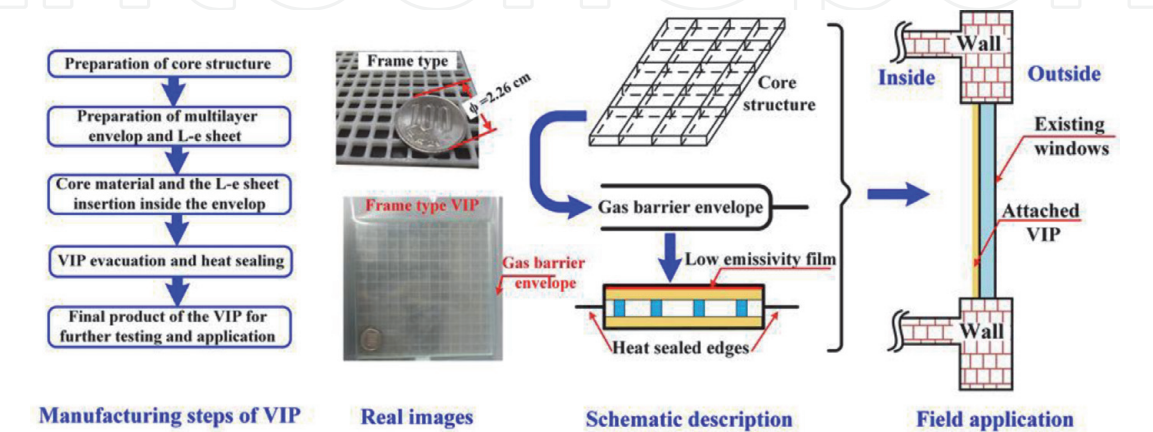 Preparation of core structure
Preparation of multilayer
envelop and L-e sheet
Core material and the L-e sheet
insertion inside the envelop
VIP evacuation and heat sealing
Final product of the VIP for
further testing and application
Manufacturing steps of VIP
Frame type
ϕ =2.26 cm
100
Frame type VIP
Gas barrier
envelope
Real images
Core
structure
Gas barrier envelope
Low emissivity film
Heat sealed edges
Schematic description
Wall
Inside
Outside
Existing
windows
Attached
VIP
Wall
Field application